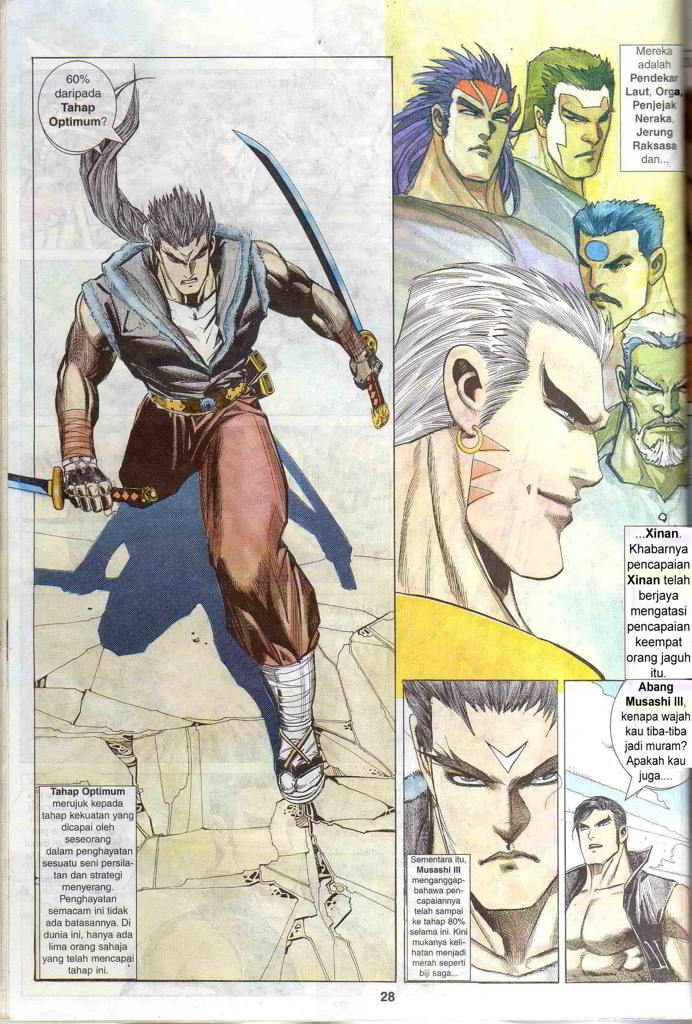 60%
daripada
Tahap
Optimum?
Mereka
adalah
Pendekar
Laut, Orga,
Penjejak
Neraka,
Jerung
Raksasa
dan...
...Xinan.
Khabarnya
pencapaian
Xinan telah
berjaya
mengatasi
pencapaian
keempat
orang jaguh
itu.
Tahap Optimum
merujuk kepada
tahap kekuatan yang
dicapai oleh
seseorang
dalam penghayatan
sesuatu seni persila-
tan dan strategi
menyerang.
Penghayatan
semacam ini tidak
ada batasannya. Di
dunia ini, hanya ada
lima orang sahaja
yang telah mencapai
tahap ini.
Sementara itu,
Musashi III
menganggap-
bahawa pen-
capaiannya
telah sampai
ke tahap 80%
selama ini. Kini
mukanya keli-
hatan menjadi
merah seperti
biji saga...
Abang
Musashi III,
kenapa wajah
kau tiba-tiba
jadi muram?
Apakah kau
juga....
28